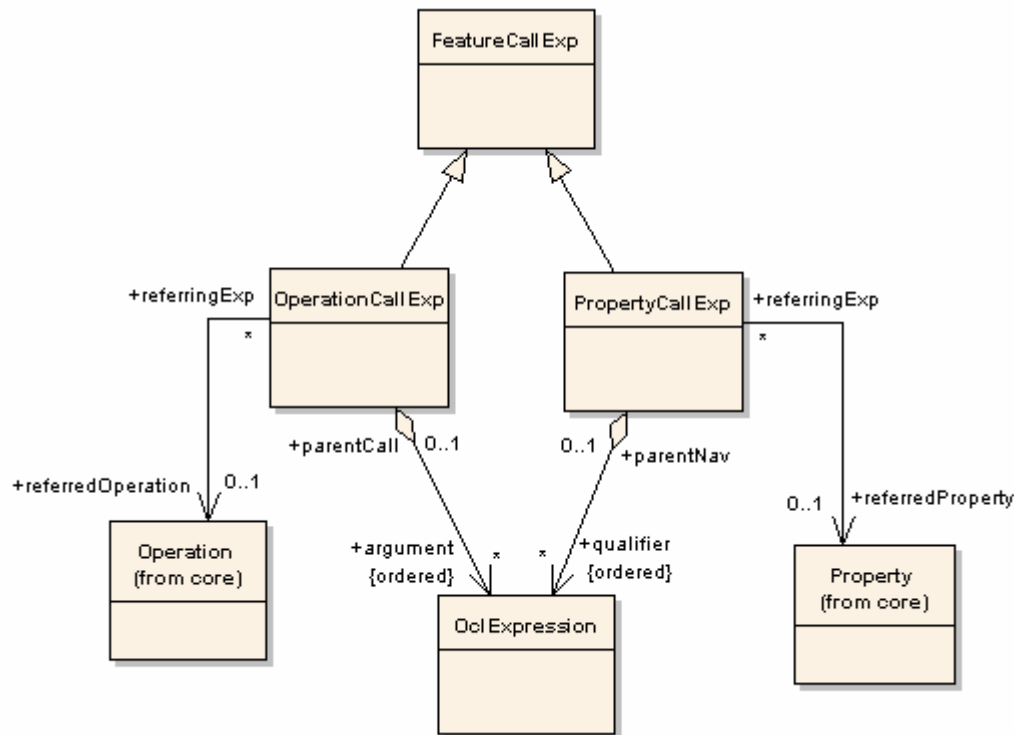 FeatureCallExp
+referringExp
OperationCallExp
*
PropertyCallExp
+referringExp
*
+parentCall
0..1
0..1
+parentNav
+referredOperation
0..1
0..1
+referredProperty
Operation
(from core)
+argument
{ordered}
*
*
+qualifier
{ordered}
Property
(from core)
OclExpression